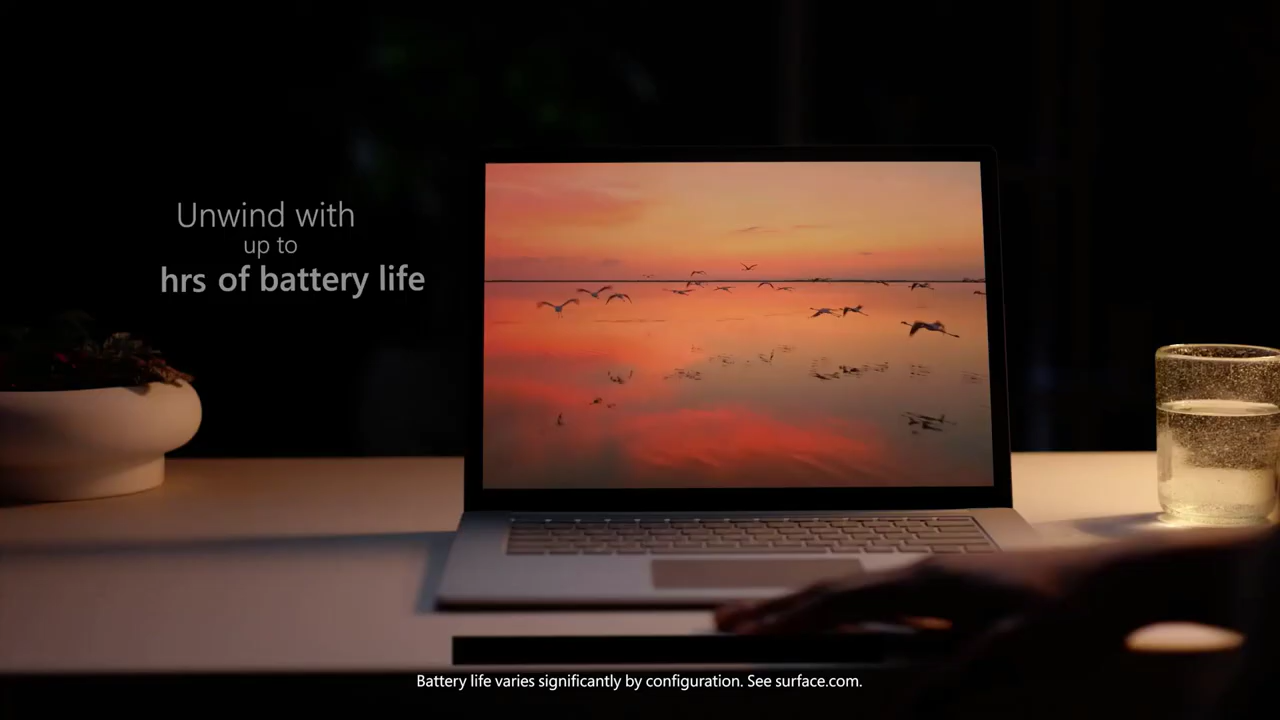 Unwind with
up to
hrs of battery life
Battery life varies significantly by configuration. See surface.com.